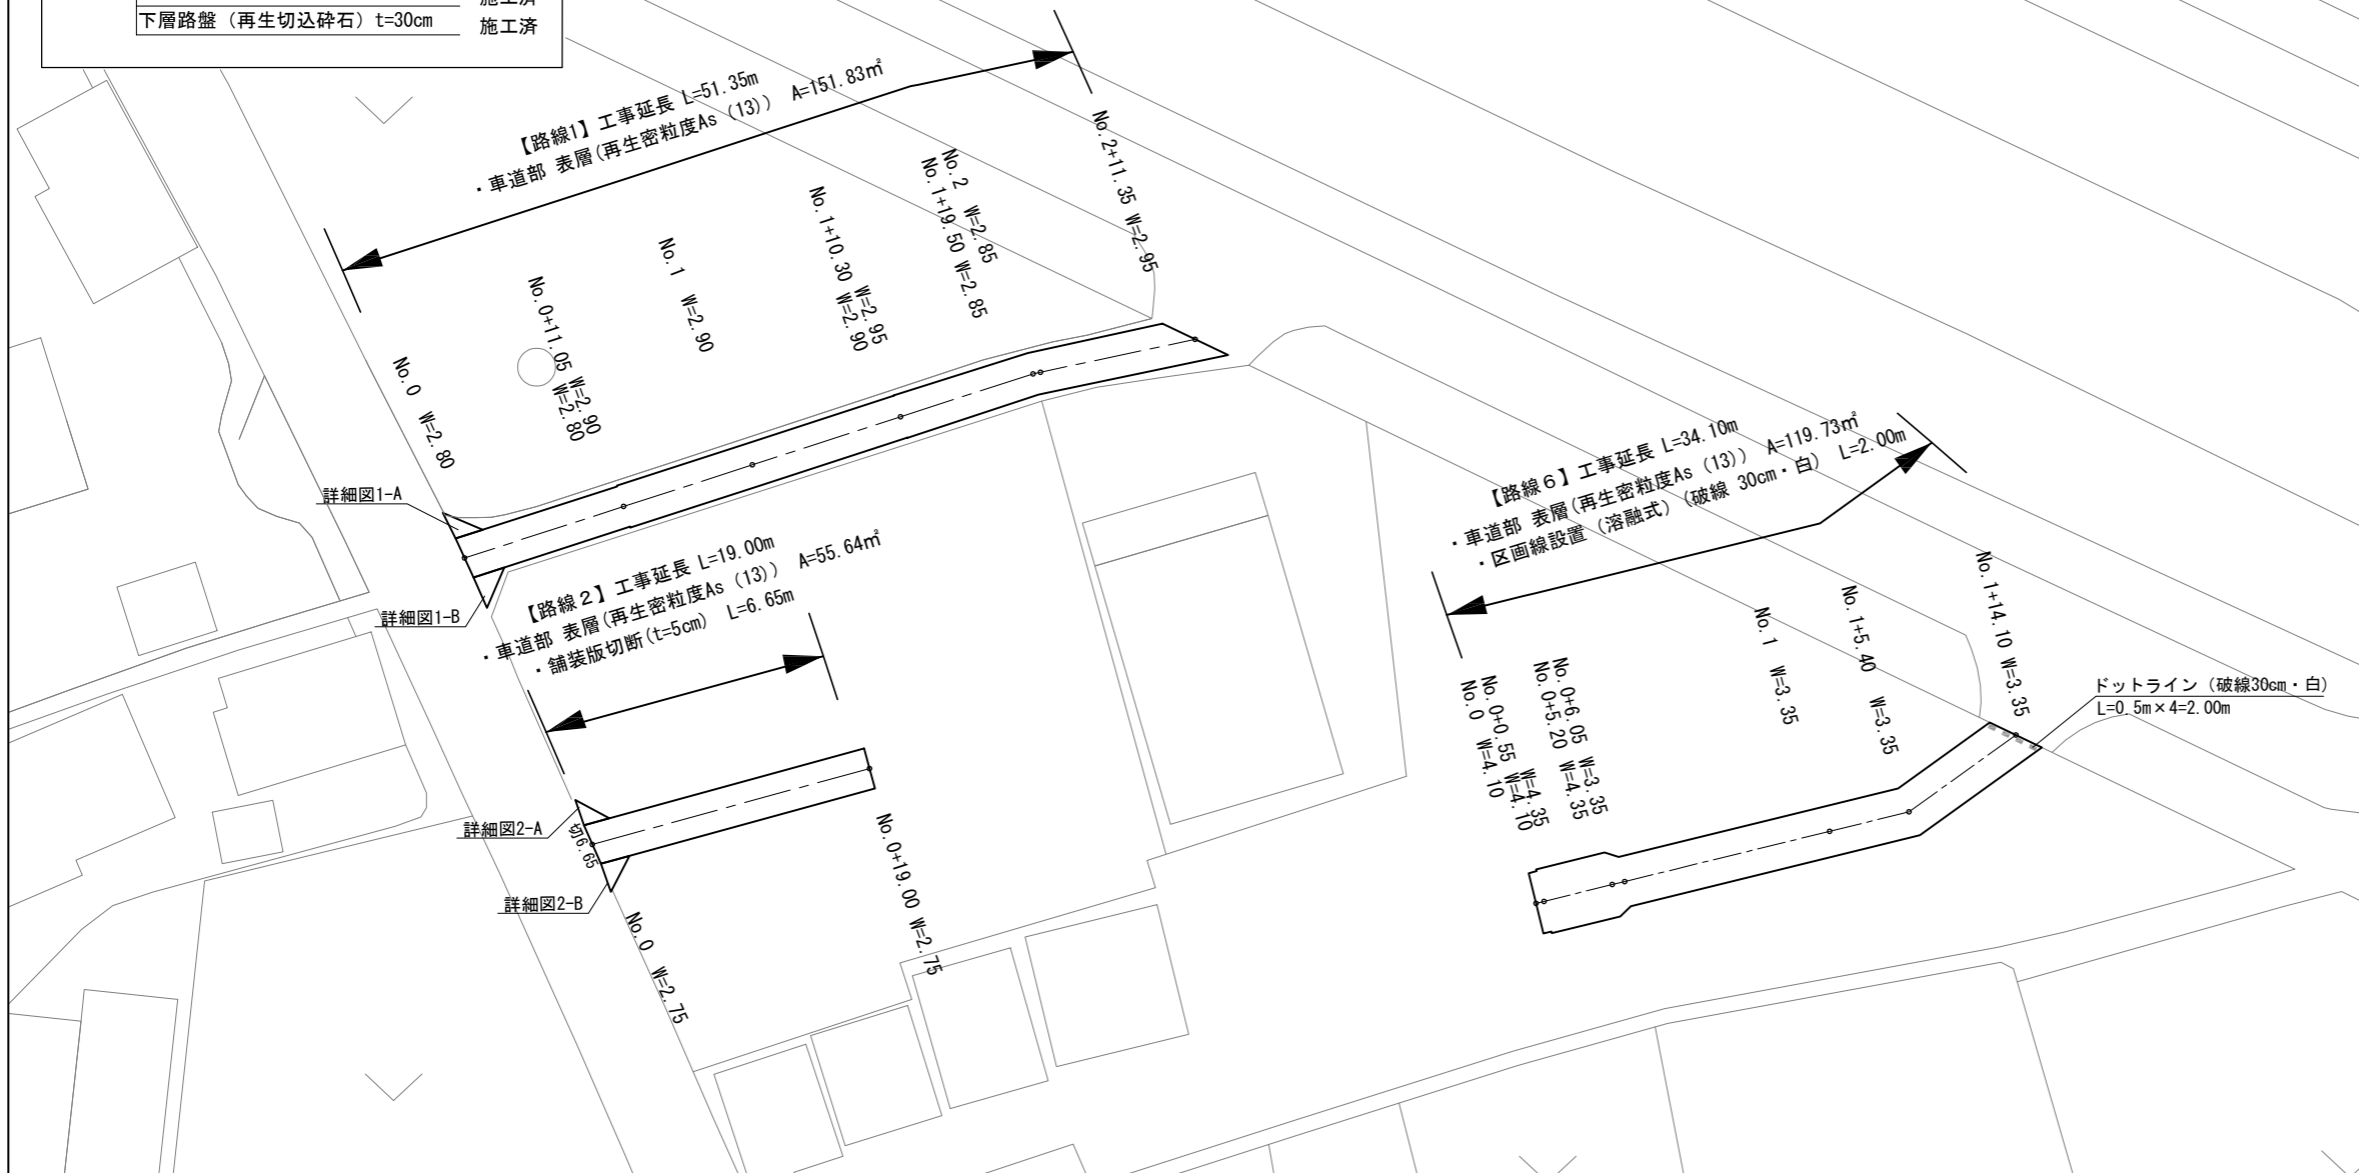 下層路盤（再生切込砕石）t=30cm 施工済
【路線1】工事延長 L=51.35m
・車道部 表層(再生密粒度As（13)） A=151.83㎡
No.0 W=2.80
No.0+11.05 W=2.90
W=2.80
No.1 W=2.90
No.1+10.30 W=2.95
W=2.90
No.2 W=2.85
No.1+19.50 W=2.85
No.2+11.35 W=2.95
詳細図1-A
詳細図1-B
【路線２】工事延長 L=19.00m
・車道部 表層(再生密粒度As（13)） A=55.64㎡
・舗装版切断(t=5cm) L=6.65m
詳細図2-A
切6.65
詳細図2-B
No.0 W=2.75
No.0+19.00 W=2.75
【路線６】工事延長 L=34.10m
・車道部 表層(再生密粒度As（13)） A=119.73㎡
・区画線設置（溶融式）（破線 30cm・白） L=2.00m
No.0 W=4.10
No.0+0.55 W=4.35
W=4.10
No.0+5.20 W=4.35
No.0+6.05 W=3.35
No.1 W=3.35
No.1+5.40 W=3.35
No.1+14.10 W=3.35
ドットライン（破線30cm・白）
L=0.5m×4=2.00m